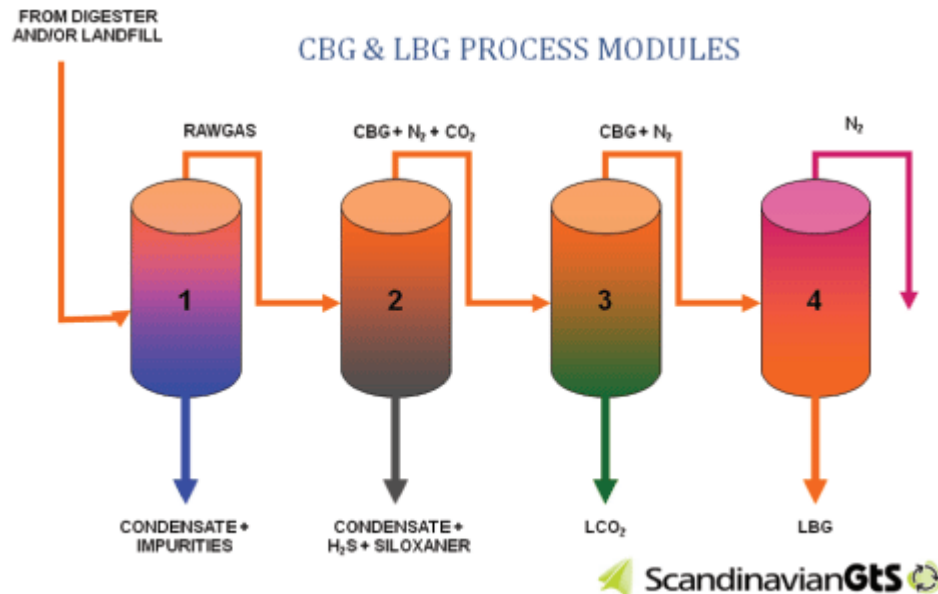 FROM DIGESTER
AND/OR LANDFILL
CBG & LBG PROCESS MODULES
RAWGAS
CBG + N₂ + CO₂
CBG + N₂
N₂
1
2
3
4
CONDENSATE +
IMPURITIES
CONDENSATE +
H₂S + SILOXANER
LCO₂
LBG
ScandinavianGtS